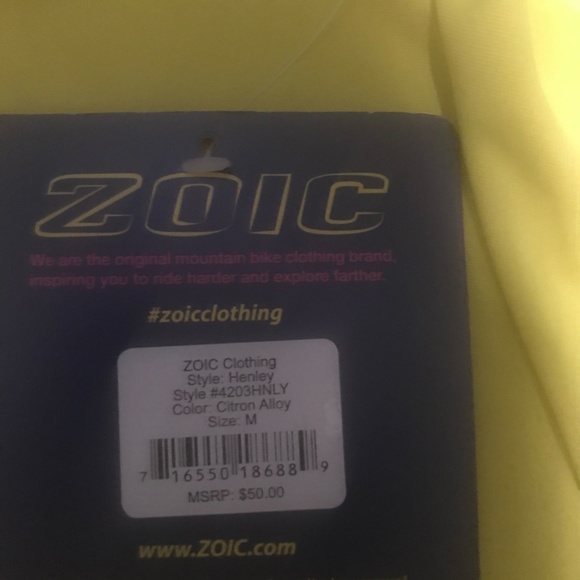 ZOIC
We are the original mountain bike clothing brand,
inspiring you to ride harder and explore farther.
#zoicclothing
ZOIC Clothing
Style: Henley
Style #4203HNLY
Color: Citron Alloy
Size: M
7 16550 18688 9
MSRP: $50.00
www.ZOIC.com